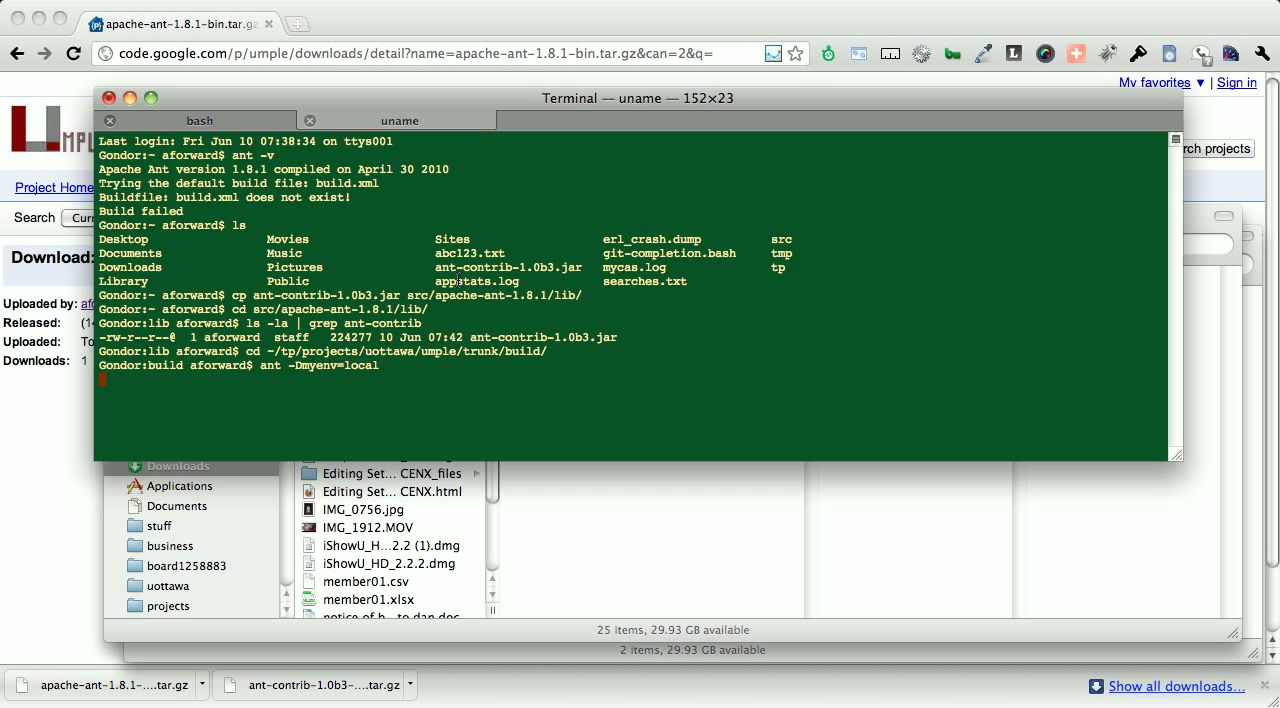 apache-ant-1.8.1-bin.tar.gz
code.google.com/p/umple/downloads/detail?name=apache-ant-1.8.1-bin.tar.gz&can=2&q=
My favorites ▼ | Sign in
Terminal — uname — 152×23
bash uname
rch projects
Project Home
Search Curr
Download:
Uploaded by: afo
Released: (14
Uploaded: To
Downloads: 1
Last login: Fri Jun 10 07:38:34 on ttys001
Gondor:~ aforward$ ant -v
Apache Ant version 1.8.1 compiled on April 30 2010
Trying the default build file: build.xml
Buildfile: build.xml does not exist!
Build failed
Gondor:~ aforward$ ls
Desktop Movies Sites erl_crash.dump src
Documents Music abc123.txt git-completion.bash tmp
Downloads Pictures ant-contrib-1.0b3.jar mycas.log tp
Library Public appstats.log searches.txt
Gondor:~ aforward$ cp ant-contrib-1.0b3.jar src/apache-ant-1.8.1/lib/
Gondor:~ aforward$ cd src/apache-ant-1.8.1/lib/
Gondor:lib aforward$ ls -la | grep ant-contrib
-rw-r--r--@ 1 aforward staff 224277 10 Jun 07:42 ant-contrib-1.0b3.jar
Gondor:lib aforward$ cd ~/tp/projects/uottawa/umple/trunk/build/
Gondor:build aforward$ ant -Dmyenv=local
Downloads
Applications
Documents
stuff
business
board1258883
uottawa
projects
Editing Set... CENX_files
Editing Set... CENX.html
IMG_0756.jpg
IMG_1912.MOV
iShowU_H...2.2 (1).dmg
iShowU_HD_2.2.2.dmg
member01.csv
member01.xlsx
25 items, 29.93 GB available
2 items, 29.93 GB available
apache-ant-1.8.1-....tar.gz
ant-contrib-1.0b3-....tar.gz
Show all downloads...